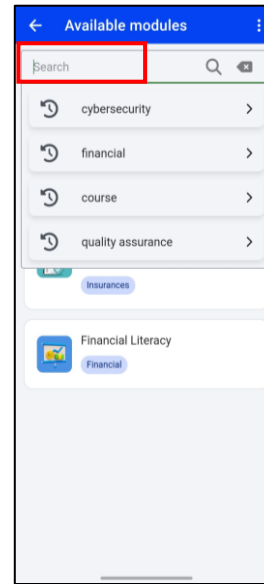 Available modules
Search
cybersecurity
financial
course
quality assurance
Insurances
Financial Literacy
Financial